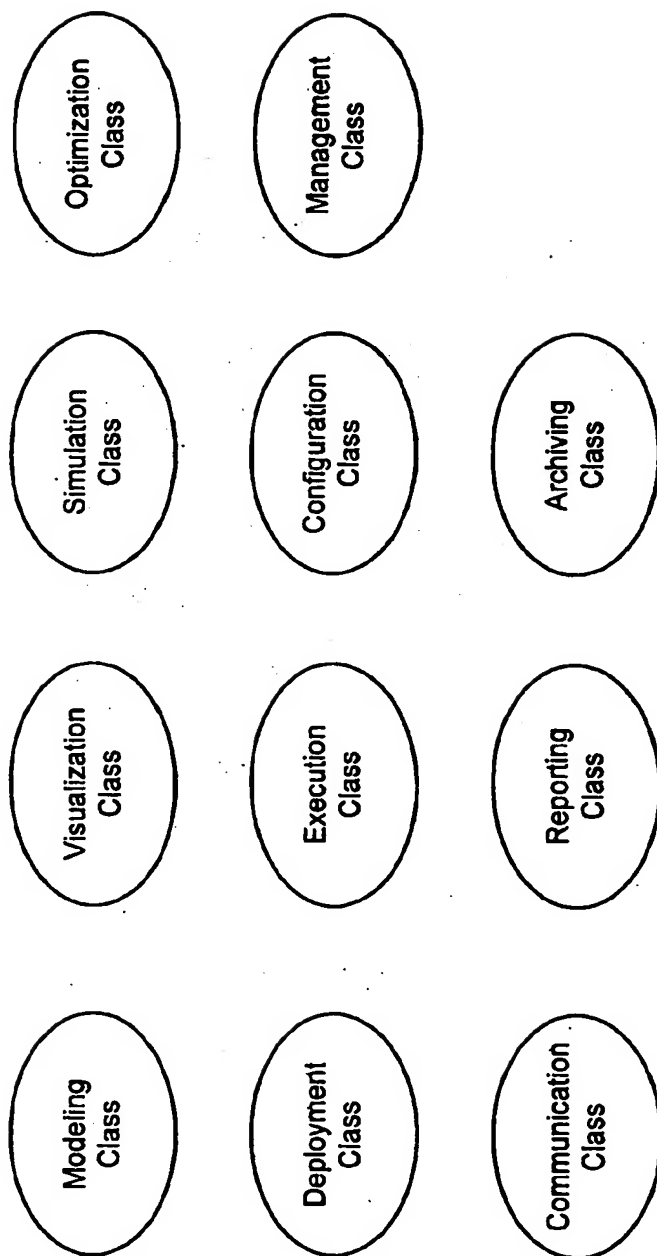 Modeling
Class
Visualization
Class
Simulation
Class
Optimization
Class
Deployment
Class
Execution
Class
Configuration
Class
Management
Class
Communication
Class
Reporting
Class
Archiving
Class